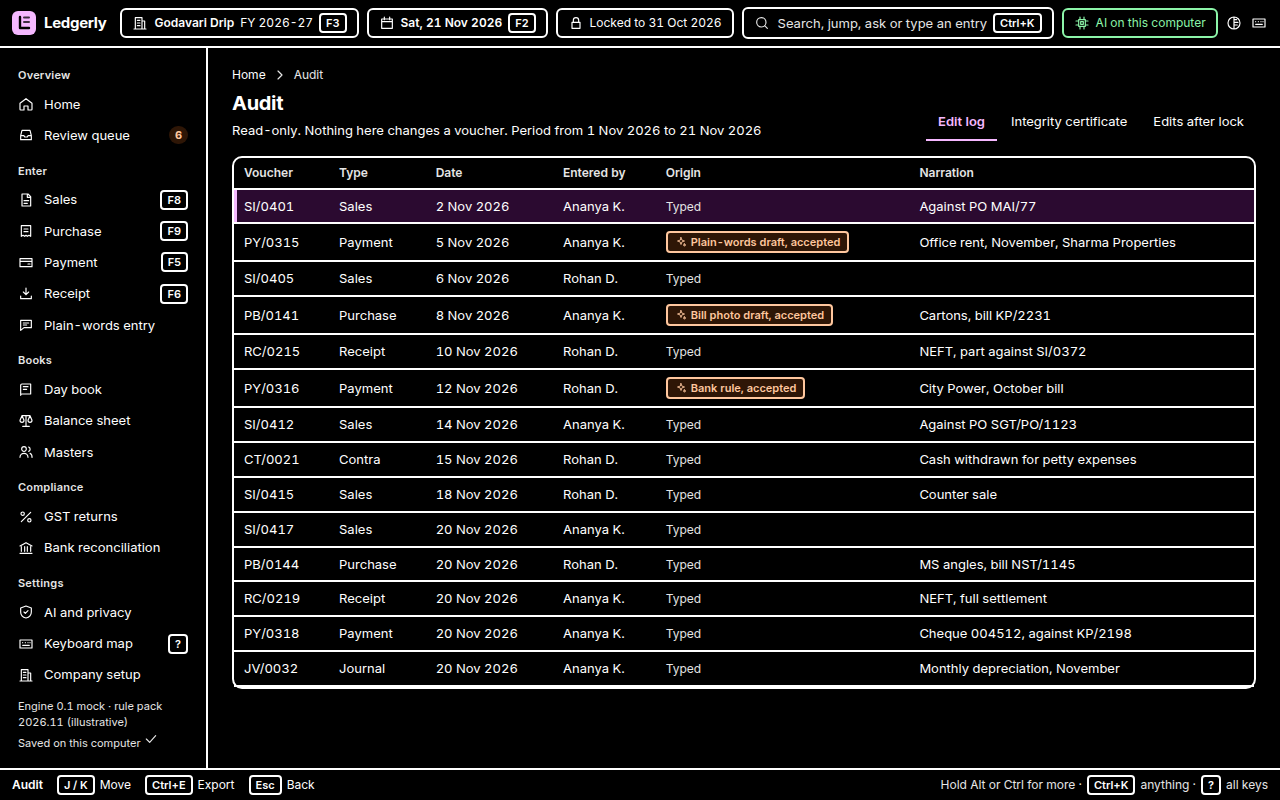 Ledgerly
Godavari Drip FY 2026-27 F3
Sat, 21 Nov 2026 F2
Locked to 31 Oct 2026
Search, jump, ask or type an entry Ctrl+K
AI on this computer
Overview
Home
Review queue 6
Enter
Sales F8
Purchase F9
Payment F5
Receipt F6
Plain-words entry
Books
Day book
Balance sheet
Masters
Compliance
GST returns
Bank reconciliation
Settings
AI and privacy
Keyboard map ?
Company setup
Engine 0.1 mock · rule pack
2026.11 (illustrative)
Saved on this computer
Home Audit
Audit
Read-only. Nothing here changes a voucher. Period from 1 Nov 2026 to 21 Nov 2026
Edit log Integrity certificate Edits after lock
Voucher Type Date Entered by Origin Narration
SI/0401 Sales 2 Nov 2026 Ananya K. Typed Against PO MAI/77
PY/0315 Payment 5 Nov 2026 Ananya K. Plain-words draft, accepted Office rent, November, Sharma Properties
SI/0405 Sales 6 Nov 2026 Rohan D. Typed
PB/0141 Purchase 8 Nov 2026 Ananya K. Bill photo draft, accepted Cartons, bill KP/2231
RC/0215 Receipt 10 Nov 2026 Rohan D. Typed NEFT, part against SI/0372
PY/0316 Payment 12 Nov 2026 Rohan D. Bank rule, accepted City Power, October bill
SI/0412 Sales 14 Nov 2026 Ananya K. Typed Against PO SGT/PO/1123
CT/0021 Contra 15 Nov 2026 Rohan D. Typed Cash withdrawn for petty expenses
SI/0415 Sales 18 Nov 2026 Rohan D. Typed Counter sale
SI/0417 Sales 20 Nov 2026 Ananya K. Typed
PB/0144 Purchase 20 Nov 2026 Rohan D. Typed MS angles, bill NST/1145
RC/0219 Receipt 20 Nov 2026 Ananya K. Typed NEFT, full settlement
PY/0318 Payment 20 Nov 2026 Ananya K. Typed Cheque 004512, against KP/2198
JV/0032 Journal 20 Nov 2026 Ananya K. Typed Monthly depreciation, November
Audit J / K Move Ctrl+E Export Esc Back
Hold Alt or Ctrl for more · Ctrl+K anything · ? all keys